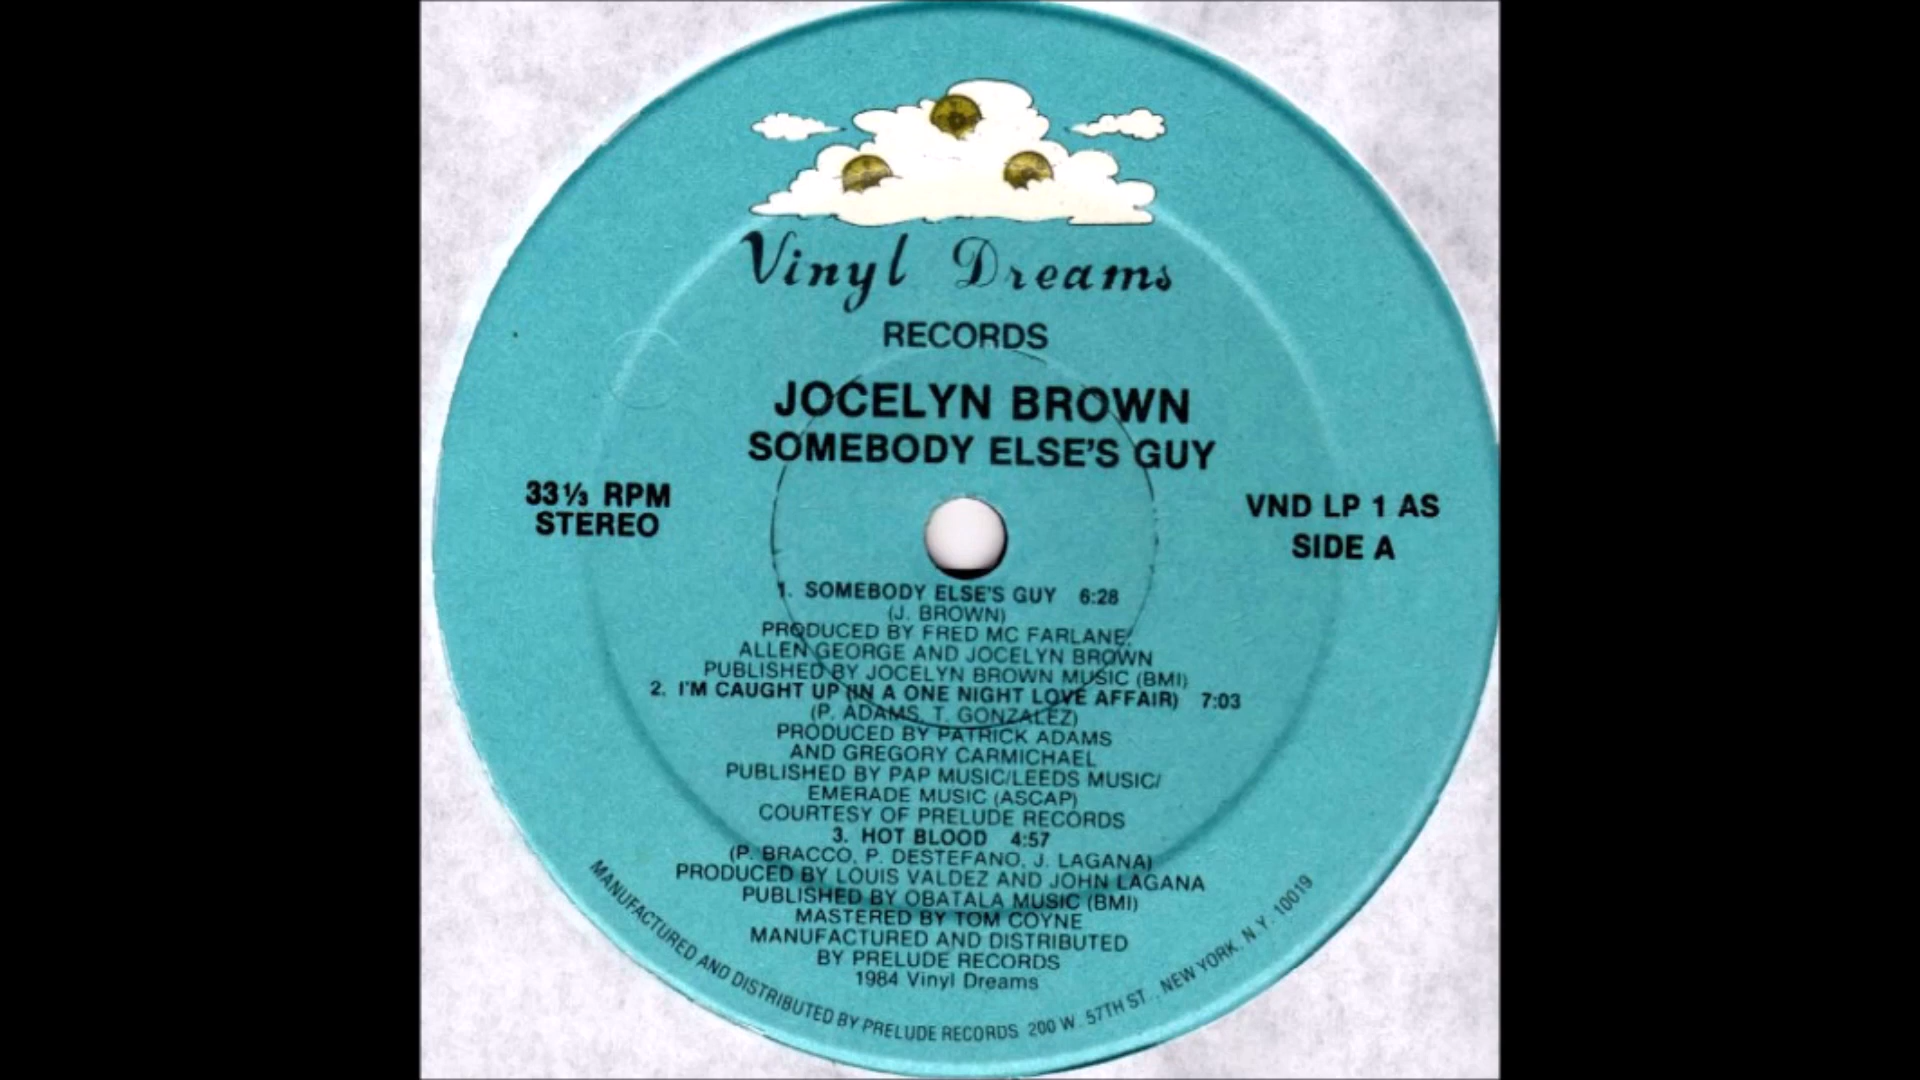 Vinyl Dreams
RECORDS
JOCELYN BROWN
SOMEBODY ELSE'S GUY
33⅓ RPM
STEREO
VND LP 1 AS
SIDE A
1. SOMEBODY ELSE'S GUY 6:28
(J. BROWN)
PRODUCED BY FRED MC FARLANE,
ALLEN GEORGE AND JOCELYN BROWN
PUBLISHED BY JOCELYN BROWN MUSIC (BMI)
2. I'M CAUGHT UP (IN A ONE NIGHT LOVE AFFAIR) 7:03
(P. ADAMS, T. GONZALEZ)
PRODUCED BY PATRICK ADAMS
AND GREGORY CARMICHAEL
PUBLISHED BY PAP MUSIC/LEEDS MUSIC/
EMERADE MUSIC (ASCAP)
COURTESY OF PRELUDE RECORDS
3. HOT BLOOD 4:57
(P. BRACCO, P. DESTEFANO, J. LAGANA)
PRODUCED BY LOUIS VALDEZ AND JOHN LAGANA
PUBLISHED BY OBATALA MUSIC (BMI)
MASTERED BY TOM COYNE
MANUFACTURED AND DISTRIBUTED
BY PRELUDE RECORDS
1984 Vinyl Dreams
MANUFACTURED AND DISTRIBUTED BY PRELUDE RECORDS 200 W. 57TH ST., NEW YORK, N.Y. 10019